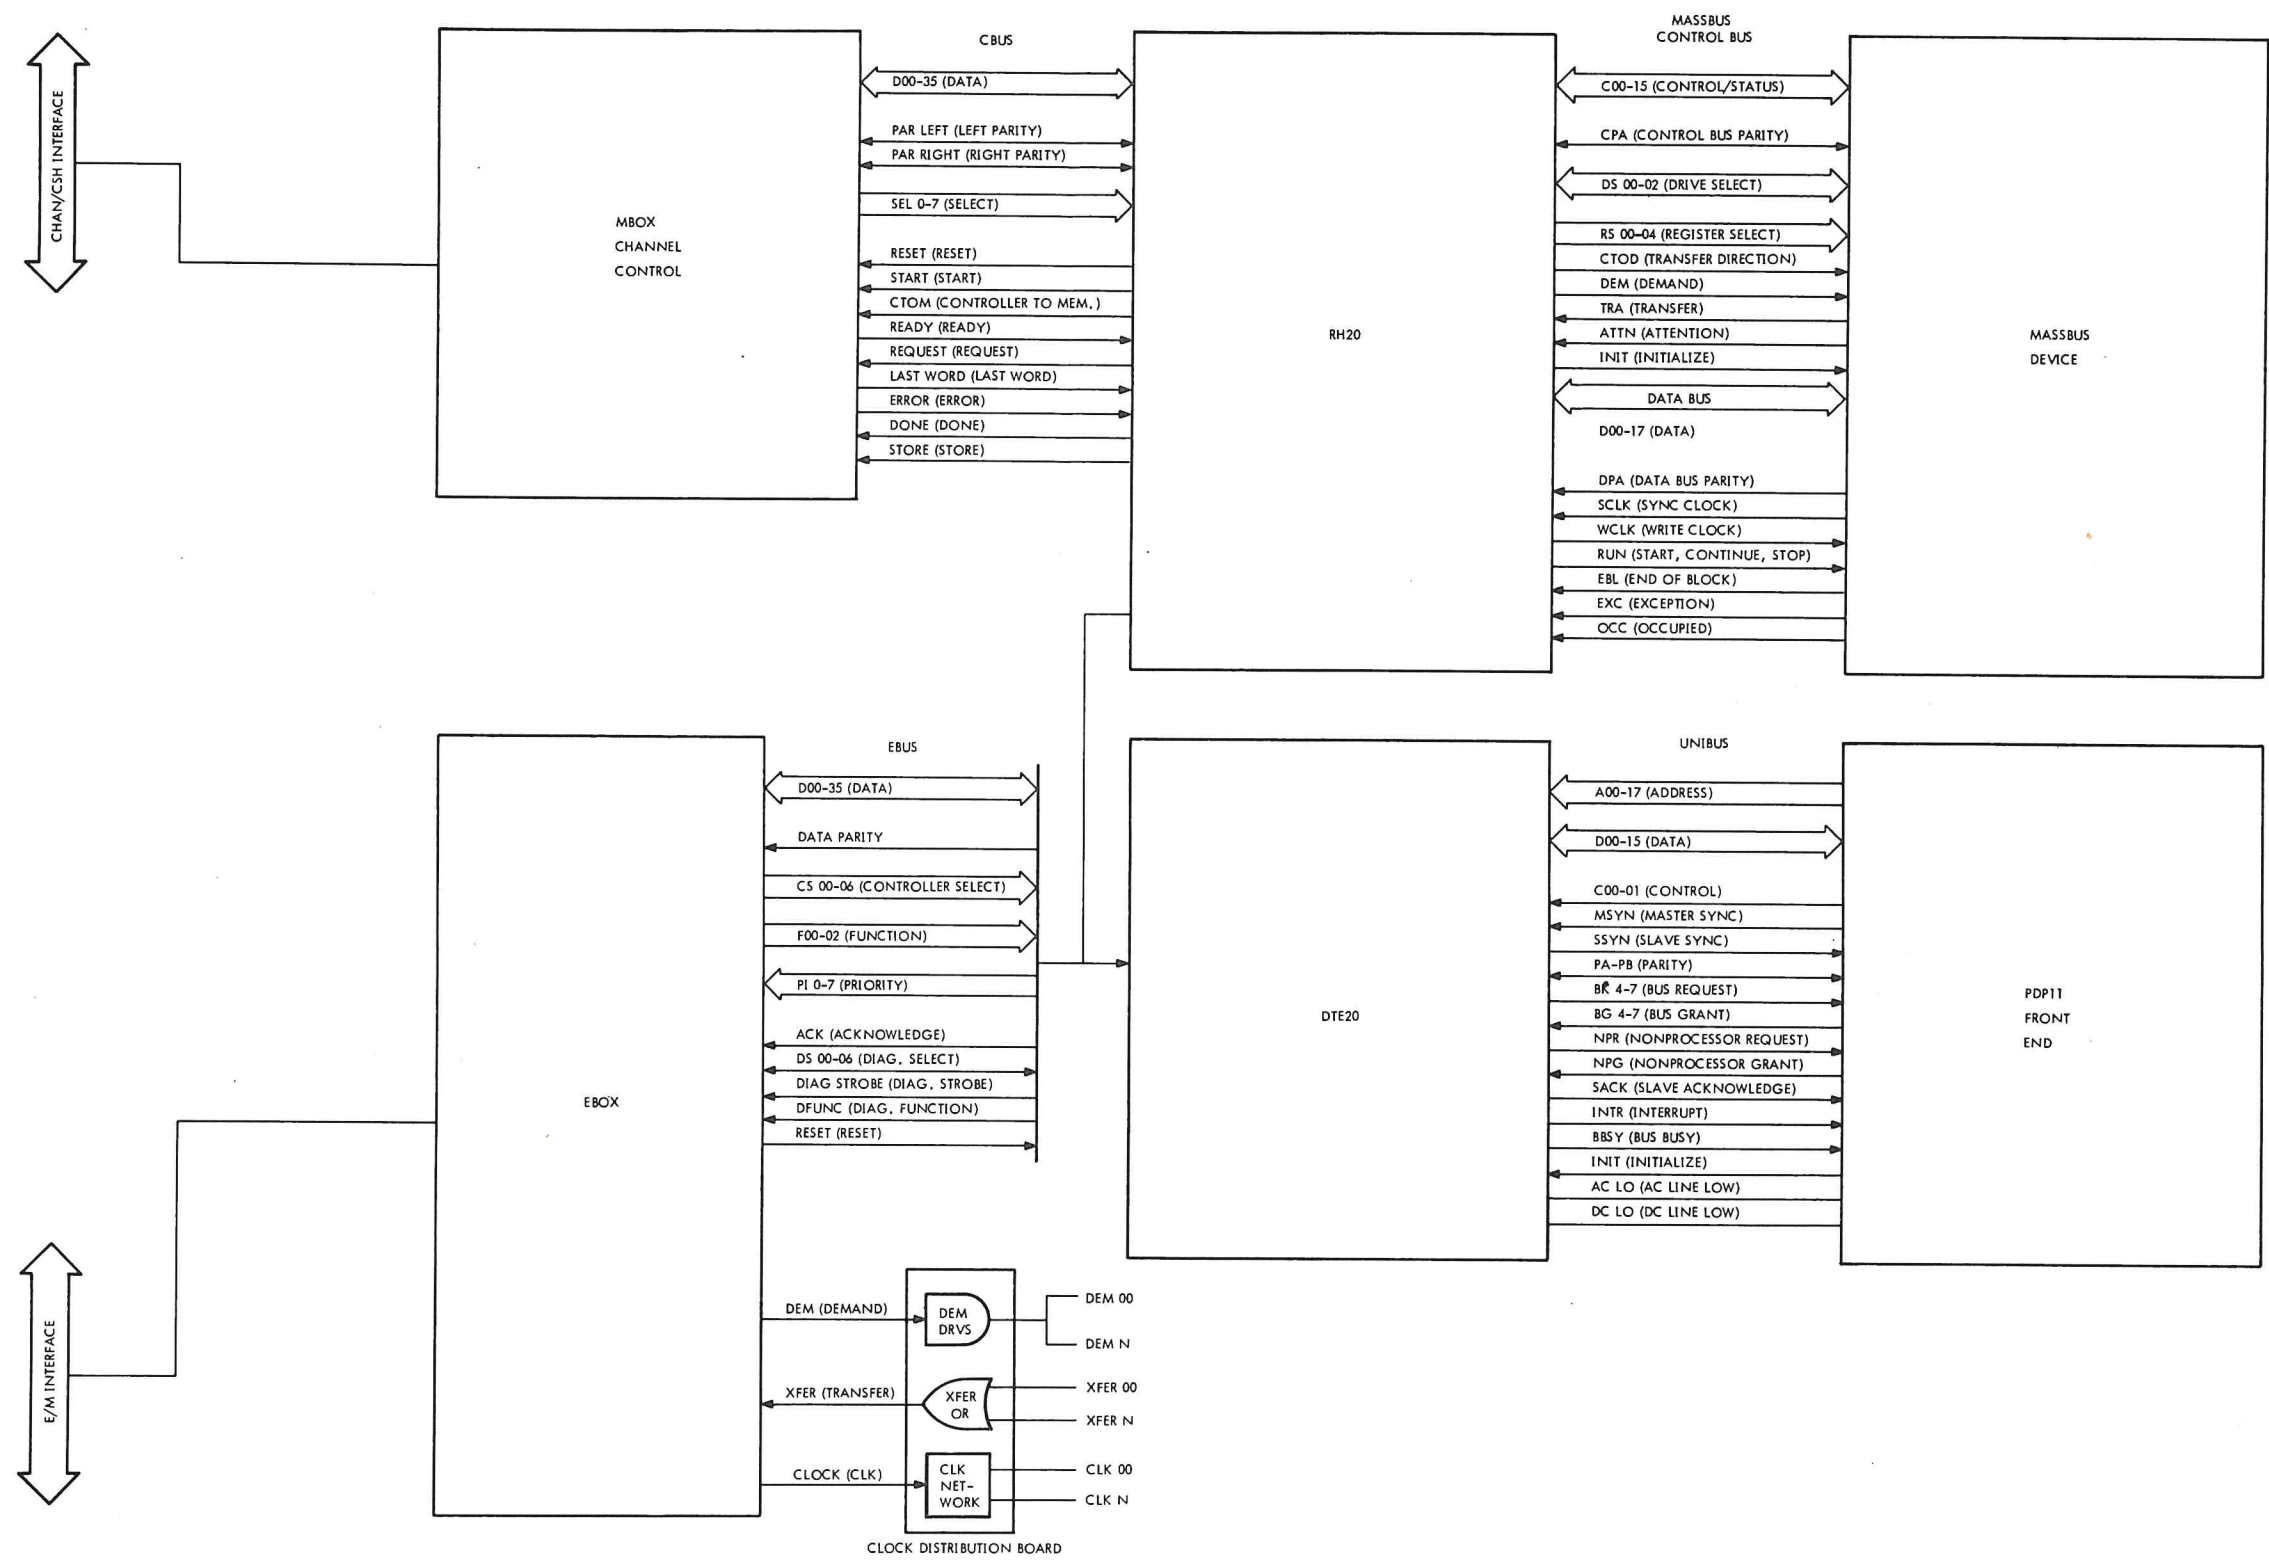 CHAN/CSH INTERFACE
MBOX
CHANNEL
CONTROL
CBUS
D00-35 (DATA)
PAR LEFT (LEFT PARITY)
PAR RIGHT (RIGHT PARITY)
SEL 0-7 (SELECT)
RESET (RESET)
START (START)
CTOM (CONTROLLER TO MEM.)
READY (READY)
REQUEST (REQUEST)
LAST WORD (LAST WORD)
ERROR (ERROR)
DONE (DONE)
STORE (STORE)
RH20
MASSBUS
CONTROL BUS
C00-15 (CONTROL/STATUS)
CPA (CONTROL BUS PARITY)
DS 00-02 (DRIVE SELECT)
RS 00-04 (REGISTER SELECT)
CTOD (TRANSFER DIRECTION)
DEM (DEMAND)
TRA (TRANSFER)
ATTN (ATTENTION)
INIT (INITIALIZE)
DATA BUS
D00-17 (DATA)
DPA (DATA BUS PARITY)
SCLK (SYNC CLOCK)
WCLK (WRITE CLOCK)
RUN (START, CONTINUE, STOP)
EBL (END OF BLOCK)
EXC (EXCEPTION)
OCC (OCCUPIED)
MASSBUS
DEVICE
E/M INTERFACE
EBOX
EBUS
D00-35 (DATA)
DATA PARITY
CS 00-06 (CONTROLLER SELECT)
F00-02 (FUNCTION)
PI 0-7 (PRIORITY)
ACK (ACKNOWLEDGE)
DS 00-06 (DIAG. SELECT)
DIAG STROBE (DIAG. STROBE)
DFUNC (DIAG. FUNCTION)
RESET (RESET)
DTE20
UNIBUS
A00-17 (ADDRESS)
D00-15 (DATA)
C00-01 (CONTROL)
MSYN (MASTER SYNC)
SSYN (SLAVE SYNC)
PA-PB (PARITY)
BR 4-7 (BUS REQUEST)
BG 4-7 (BUS GRANT)
NPR (NONPROCESSOR REQUEST)
NPG (NONPROCESSOR GRANT)
SACK (SLAVE ACKNOWLEDGE)
INTR (INTERRUPT)
BBSY (BUS BUSY)
INIT (INITIALIZE)
AC LO (AC LINE LOW)
DC LO (DC LINE LOW)
PDP11
FRONT
END
DEM (DEMAND)
DEM
DRVS
DEM 00
DEM N
XFER (TRANSFER)
XFER
OR
XFER 00
XFER N
CLOCK (CLK)
CLK
NET-
WORK
CLK 00
CLK N
CLOCK DISTRIBUTION BOARD